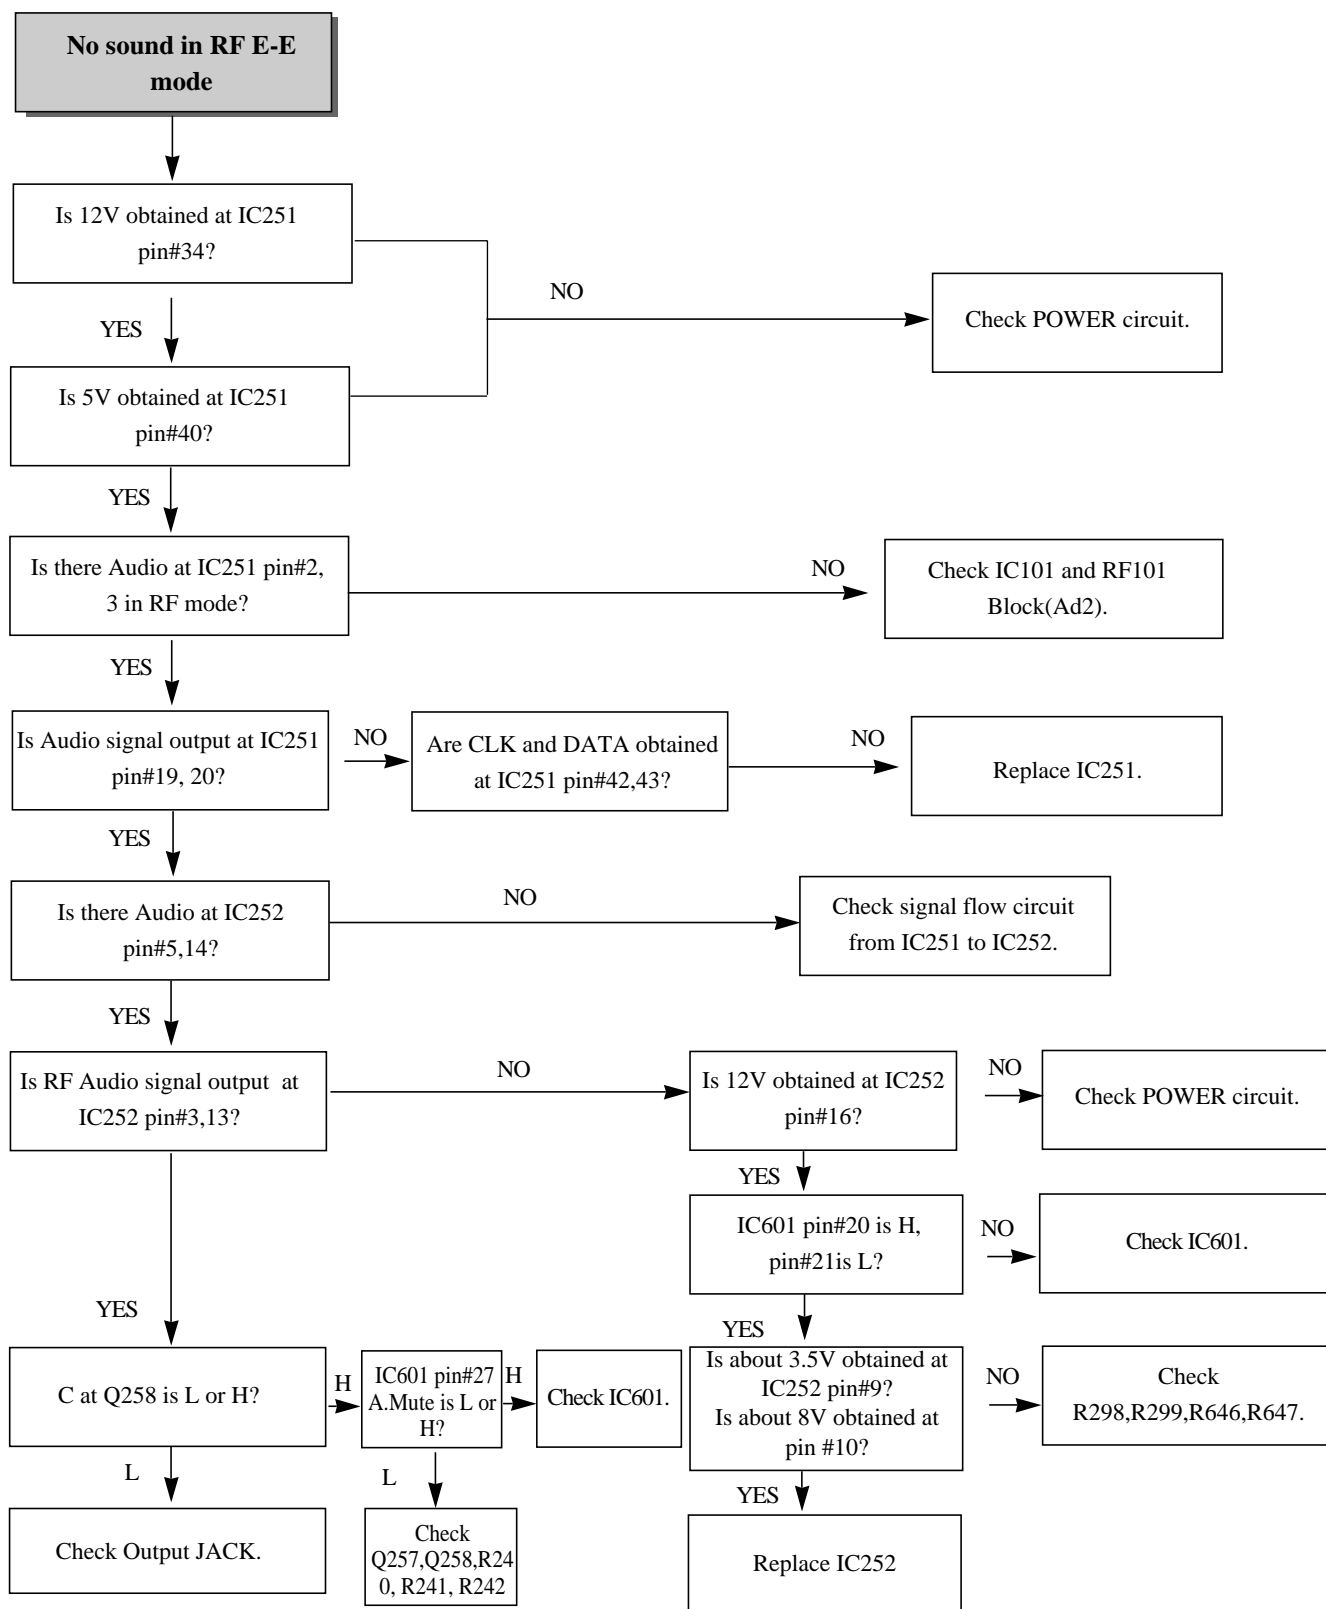 No sound in RF E-E
mode
Is 12V obtained at IC251
pin#34?
NO
Check POWER circuit.
YES
Is 5V obtained at IC251
pin#40?
YES
Is there Audio at IC251 pin#2,
3 in RF mode?
NO
Check IC101 and RF101
Block(Ad2).
YES
Is Audio signal output at IC251
pin#19, 20?
NO
Are CLK and DATA obtained
at IC251 pin#42,43?
NO
Replace IC251.
YES
Is there Audio at IC252
pin#5,14?
NO
Check signal flow circuit
from IC251 to IC252.
YES
Is RF Audio signal output at
IC252 pin#3,13?
NO
Is 12V obtained at IC252
pin#16?
NO
Check POWER circuit.
YES
IC601 pin#20 is H,
pin#21is L?
NO
Check IC601.
YES
YES
C at Q258 is L or H?
H
IC601 pin#27
A.Mute is L or
H?
H
Check IC601.
Is about 3.5V obtained at
IC252 pin#9?
Is about 8V obtained at
pin #10?
NO
Check
R298,R299,R646,R647.
L
L
YES
Check Output JACK.
Check
Q257,Q258,R24
0, R241, R242
Replace IC252